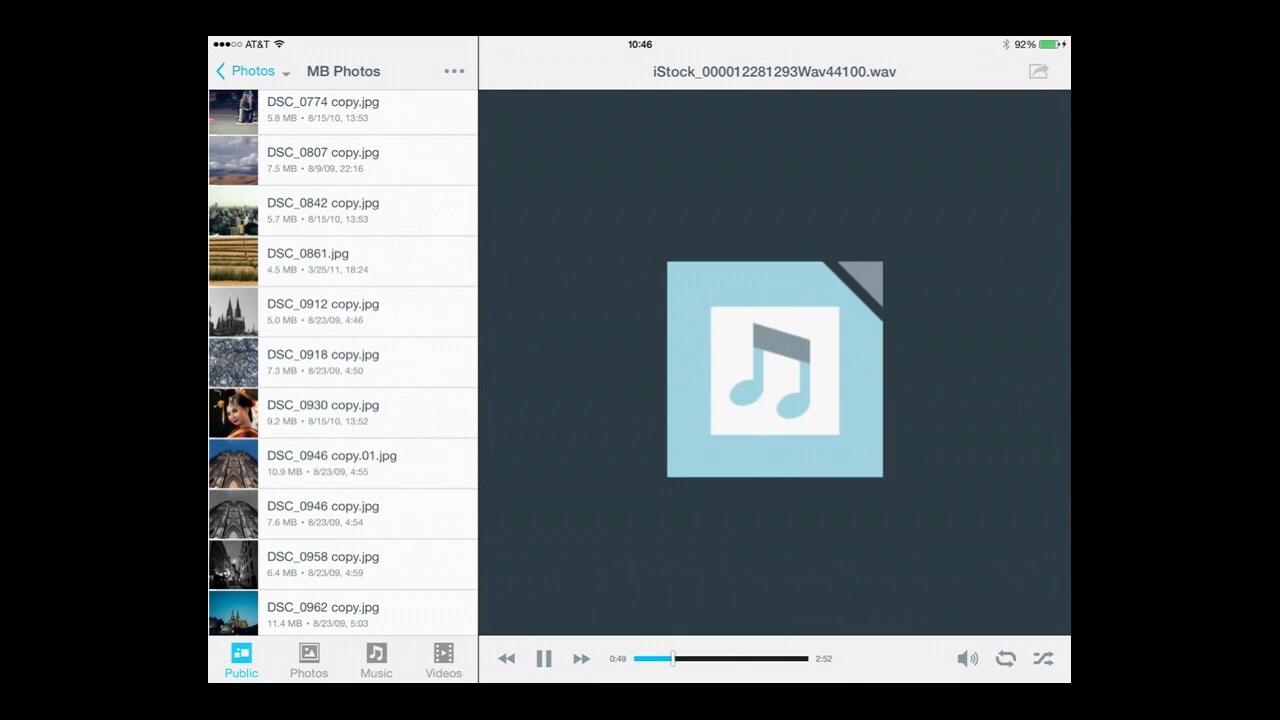 AT&T
10:46
92%
Photos
MB Photos
iStock_000012281293Wav44100.wav
DSC_0774 copy.jpg
5.8 MB • 8/15/10, 13:53
DSC_0807 copy.jpg
7.5 MB • 8/9/09, 22:16
DSC_0842 copy.jpg
5.7 MB • 8/15/10, 13:53
DSC_0861.jpg
4.5 MB • 3/25/11, 18:24
DSC_0912 copy.jpg
5.0 MB • 8/23/09, 4:46
DSC_0918 copy.jpg
7.3 MB • 8/23/09, 4:50
DSC_0930 copy.jpg
9.2 MB • 8/15/10, 13:52
DSC_0946 copy.01.jpg
10.9 MB • 8/23/09, 4:55
DSC_0946 copy.jpg
7.6 MB • 8/23/09, 4:54
DSC_0958 copy.jpg
6.4 MB • 8/23/09, 4:59
DSC_0962 copy.jpg
11.4 MB • 8/23/09, 5:03
Public
Photos
Music
Videos
0:49
2:52